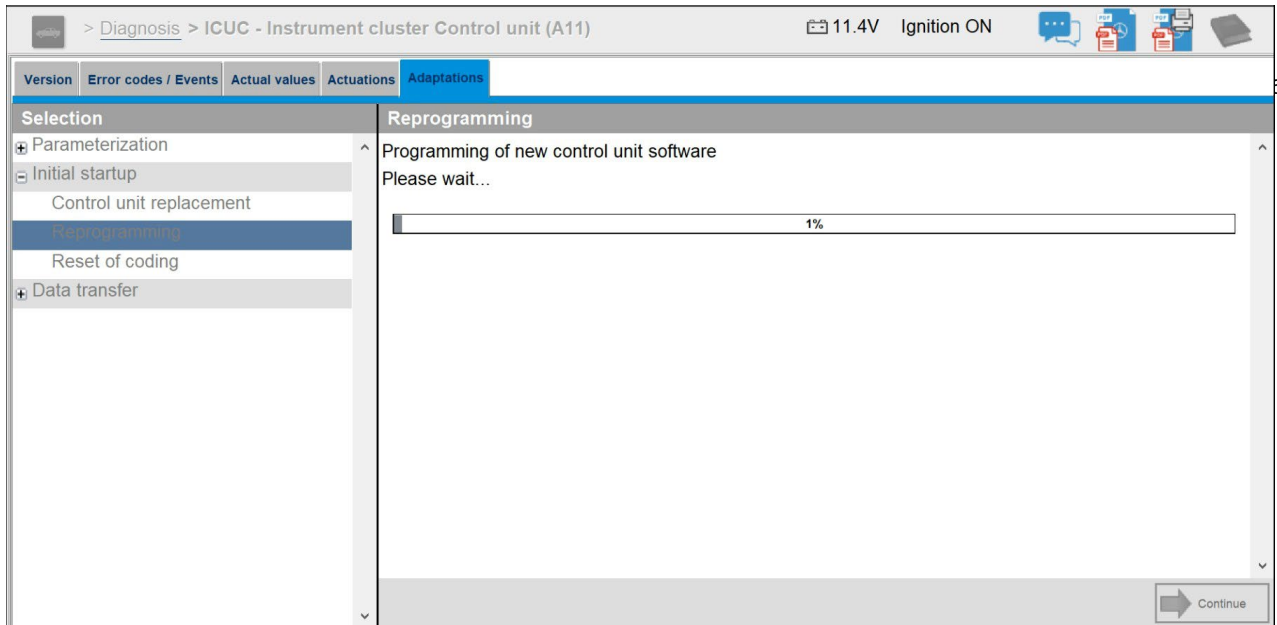 > Diagnosis > ICUC - Instrument cluster Control unit (A11) 11.4V Ignition ON
Version Error codes / Events Actual values Actuations Adaptations
Selection
Parameterization
Initial startup
Control unit replacement
Reprogramming
Reset of coding
Data transfer
Reprogramming
Programming of new control unit software
Please wait...
1%
Continue